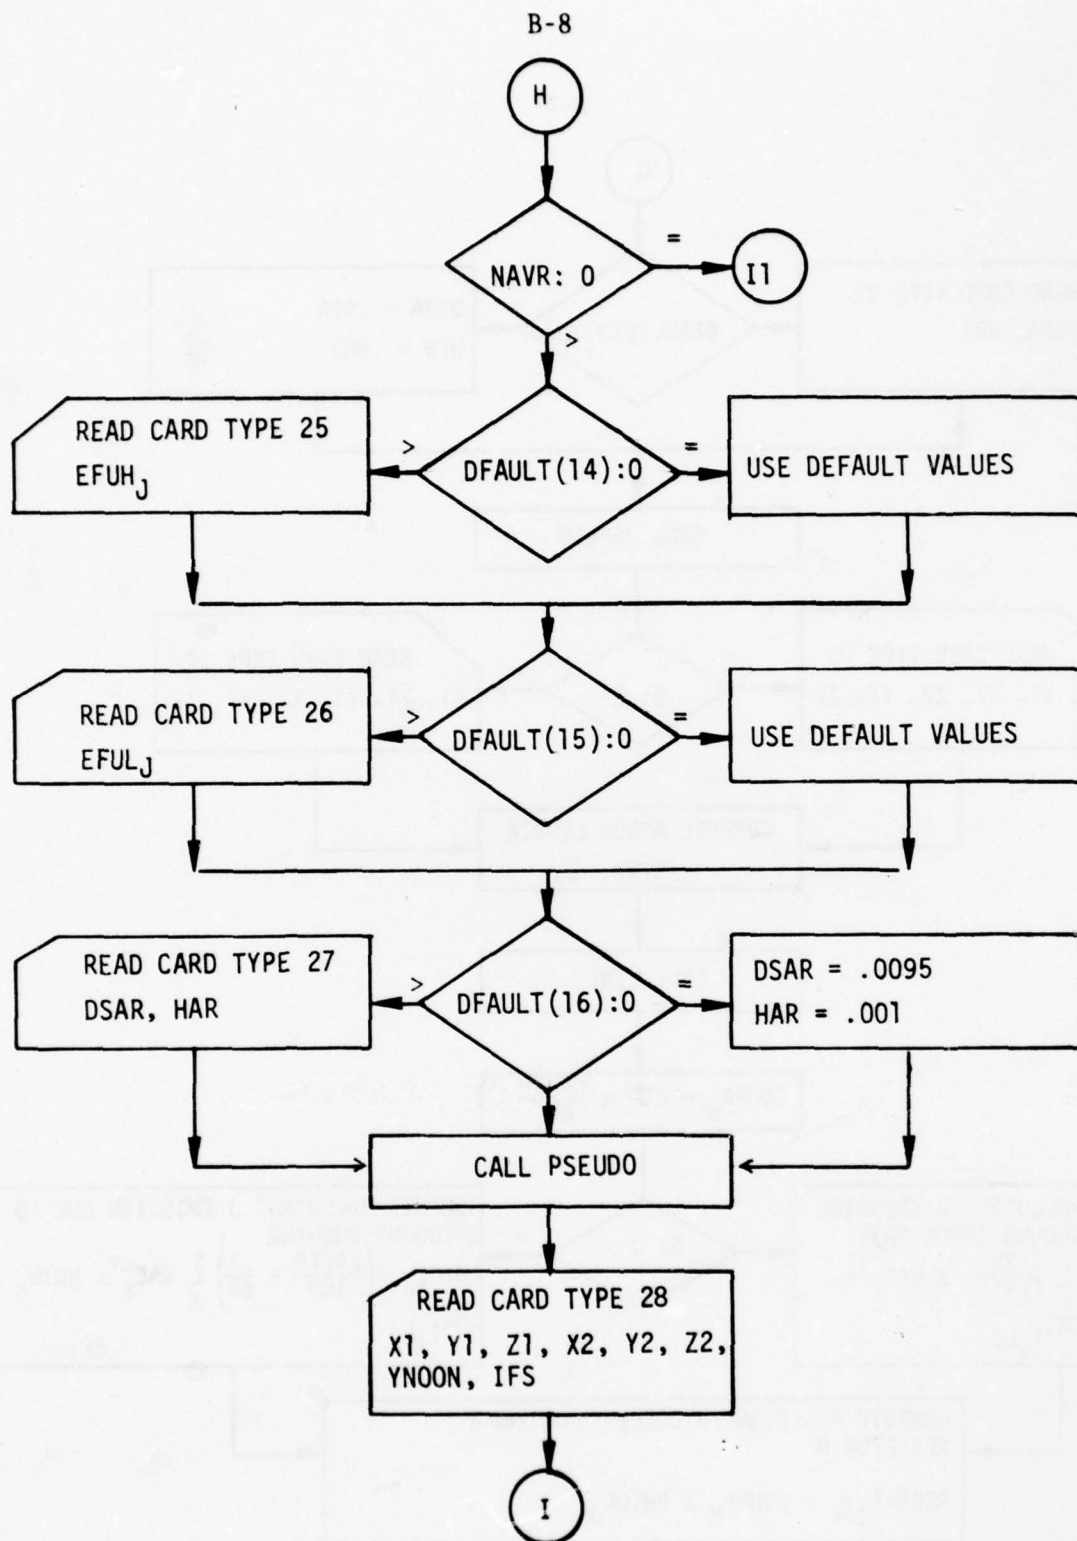 B-8
H
NAVR: 0
=
I1
>
READ CARD TYPE 25
EFUH_J
>
DFAULT(14):0
=
USE DEFAULT VALUES
READ CARD TYPE 26
EFUL_J
>
DFAULT(15):0
=
USE DEFAULT VALUES
READ CARD TYPE 27
DSAR, HAR
>
DFAULT(16):0
=
DSAR = .0095
HAR = .001
CALL PSEUDO
READ CARD TYPE 28
X1, Y1, Z1, X2, Y2, Z2,
YNOON, IFS
I